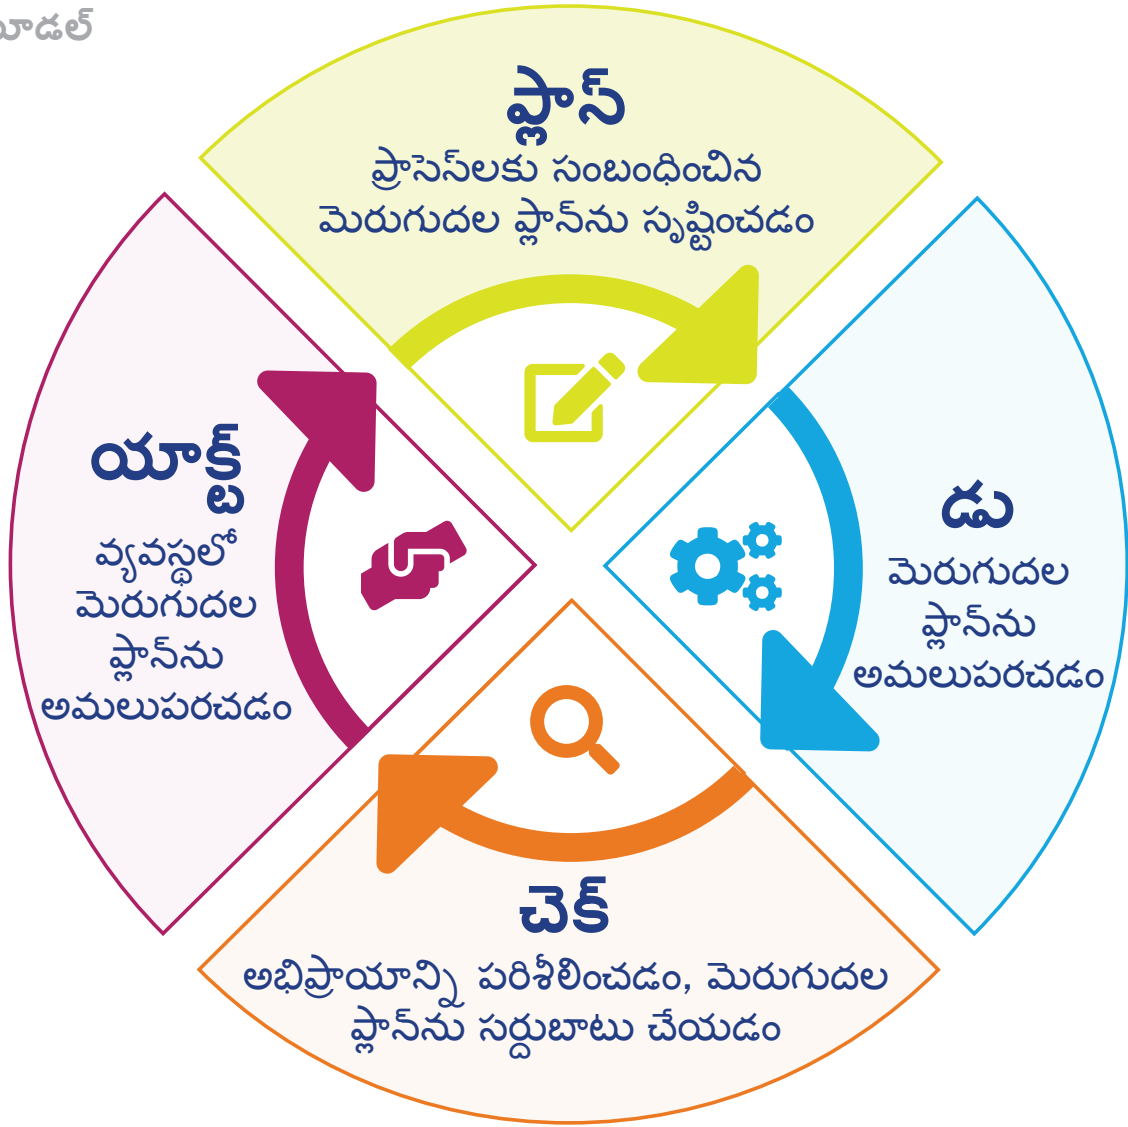 ప్లాన్
ప్రాసెస్‌లకు సంబంధించిన
మెరుగుదల ప్లాన్‌ను సృష్టించడం
డు
మెరుగుదల
ప్లాన్‌ను
అమలుపరచడం
చెక్
అభిప్రాయాన్ని పరిశీలించడం, మెరుగుదల
ప్లాన్‌ను సర్దుబాటు చేయడం
యాక్ట్
వ్యవస్థలో
మెరుగుదల
ప్లాన్‌ను
అమలుపరచడం